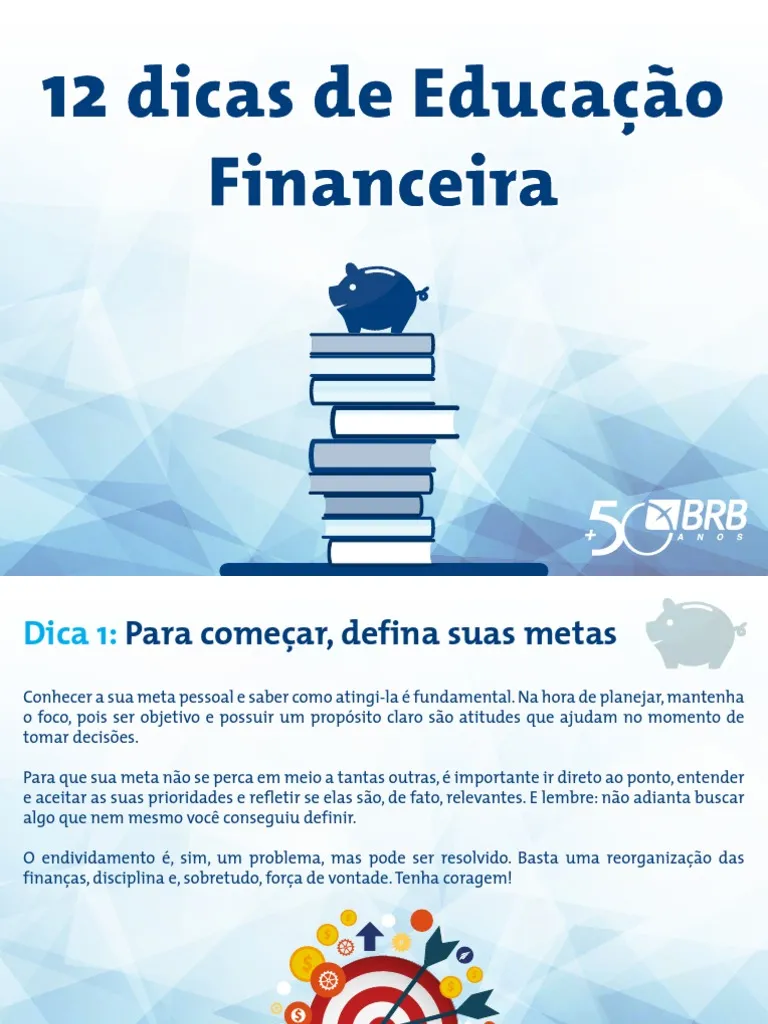 12 dicas de Educação
Financeira
+50 BRB
ANOS
Dica 1: Para começar, defina suas metas
Conhecer a sua meta pessoal e saber como atingi-la é fundamental. Na hora de planejar, mantenha
o foco, pois ser objetivo e possuir um propósito claro são atitudes que ajudam no momento de
tomar decisões.
Para que sua meta não se perca em meio a tantas outras, é importante ir direto ao ponto, entender
e aceitar as suas prioridades e refletir se elas são, de fato, relevantes. E lembre: não adianta buscar
algo que nem mesmo você conseguiu definir.
O endividamento é, sim, um problema, mas pode ser resolvido. Basta uma reorganização das
finanças, disciplina e, sobretudo, força de vontade. Tenha coragem!